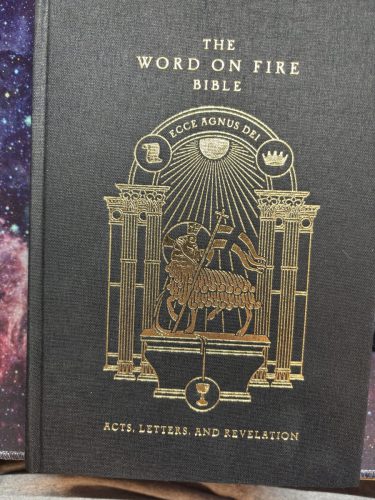 THE
WORD ON FIRE
BIBLE
ECCE AGNUS DEI
ACTS, LETTERS, AND REVELATION